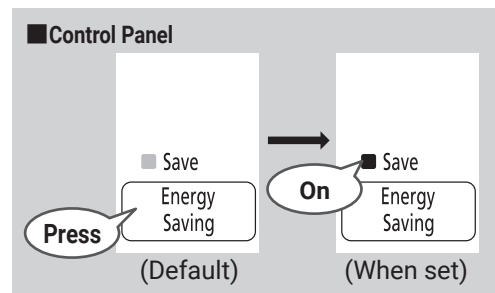 ■Control Panel
Save
Energy
Saving
Press
(Default)
On
Save
Energy
Saving
(When set)